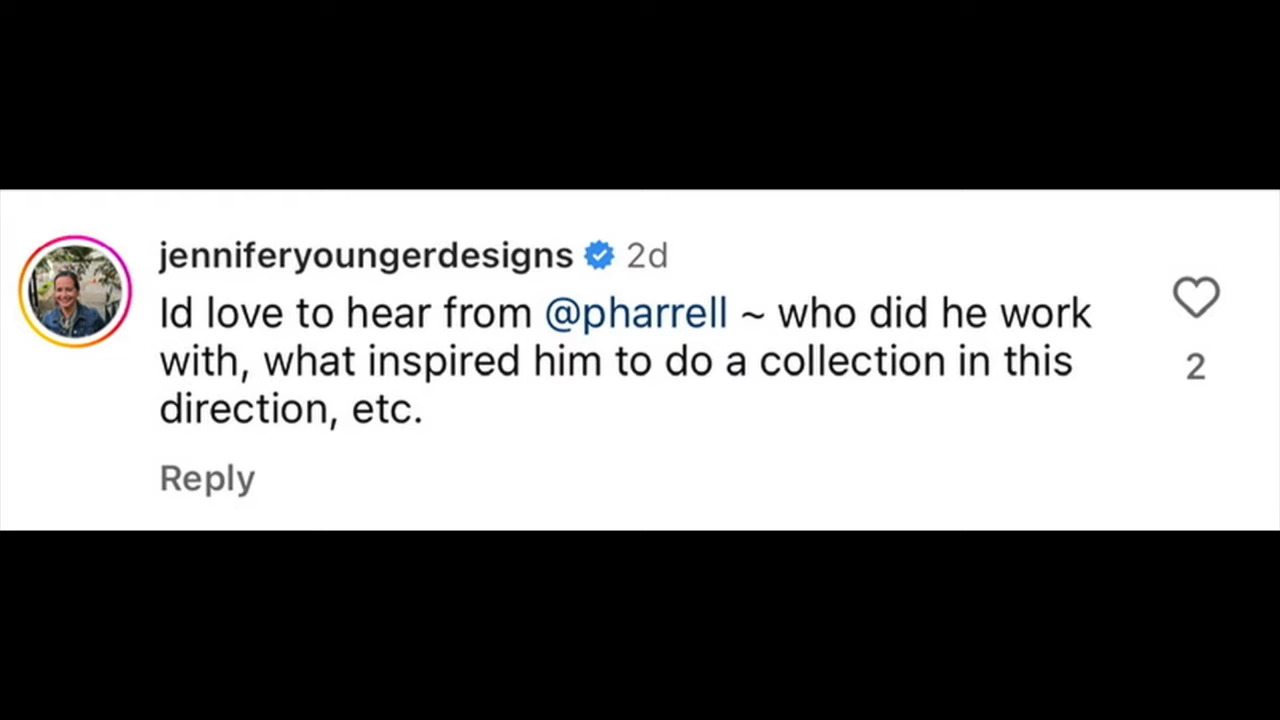 jenniferyoungerdesigns 2d
Id love to hear from @pharrell ~ who did he work
with, what inspired him to do a collection in this
direction, etc.
2
Reply